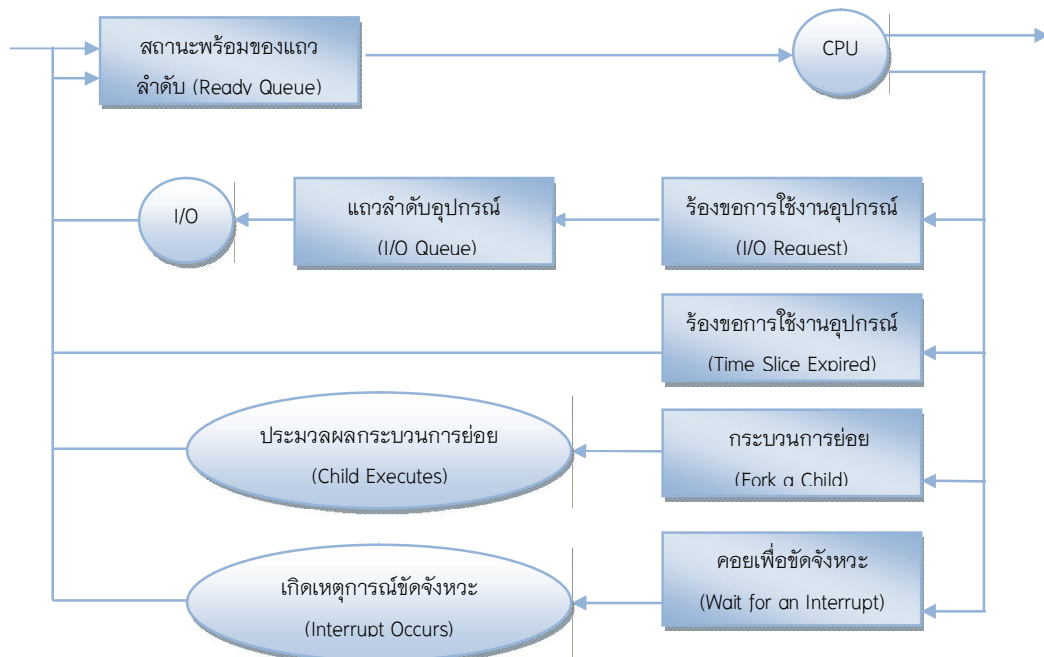 สถานะพร้อมของแถว
ลำดับ (Ready Queue)
CPU
I/O
แถวลำดับอุปกรณ์
(I/O Queue)
ร้องขอการใช้งานอุปกรณ์
(I/O Request)
ร้องขอการใช้งานอุปกรณ์
(Time Slice Expired)
ประมวลผลกระบวนการย่อย
(Child Executes)
กระบวนการย่อย
(Fork a Child)
เกิดเหตุการณ์ขัดจังหวะ
(Interrupt Occurs)
คอยเพื่อขัดจังหวะ
(Wait for an Interrupt)